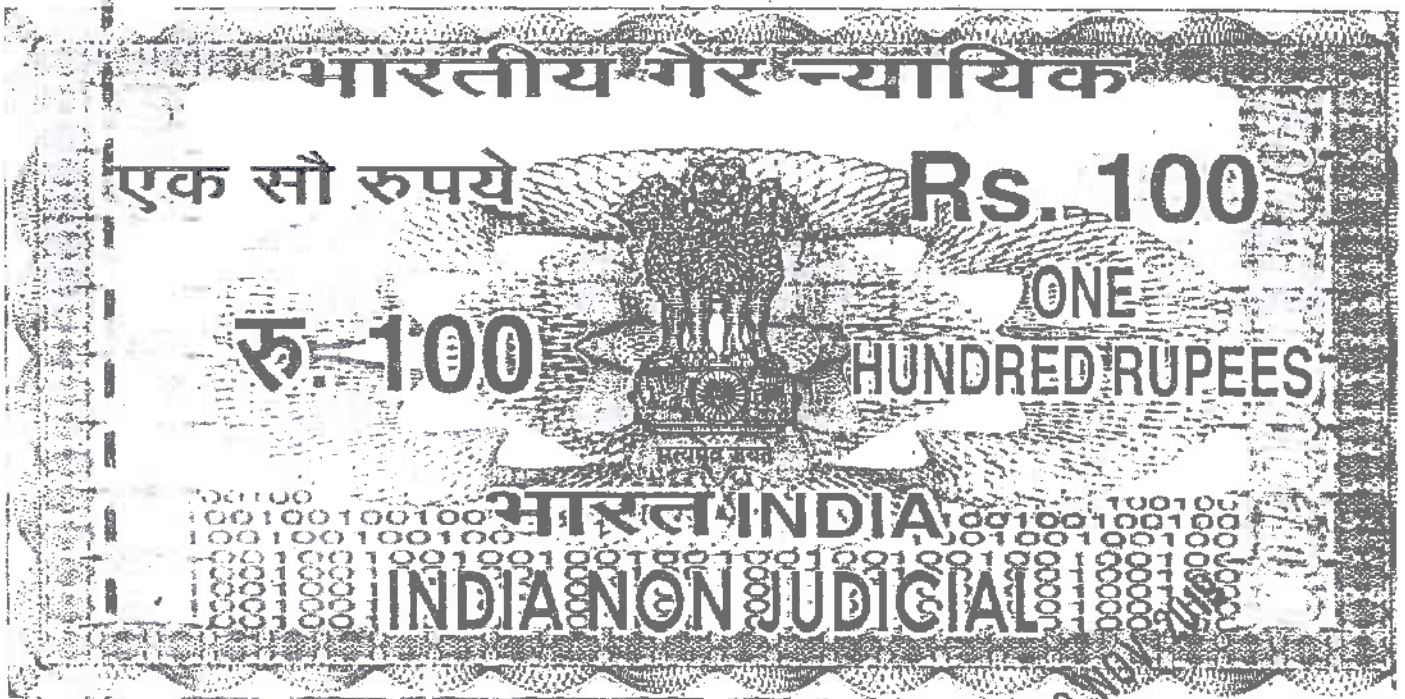 भारतीय गैर न्यायिक
एक सौ रुपये
Rs. 100
रु. 100
ONE
HUNDRED RUPEES
सत्यमेव जयते
भारत INDIA
INDIA NON JUDICIAL